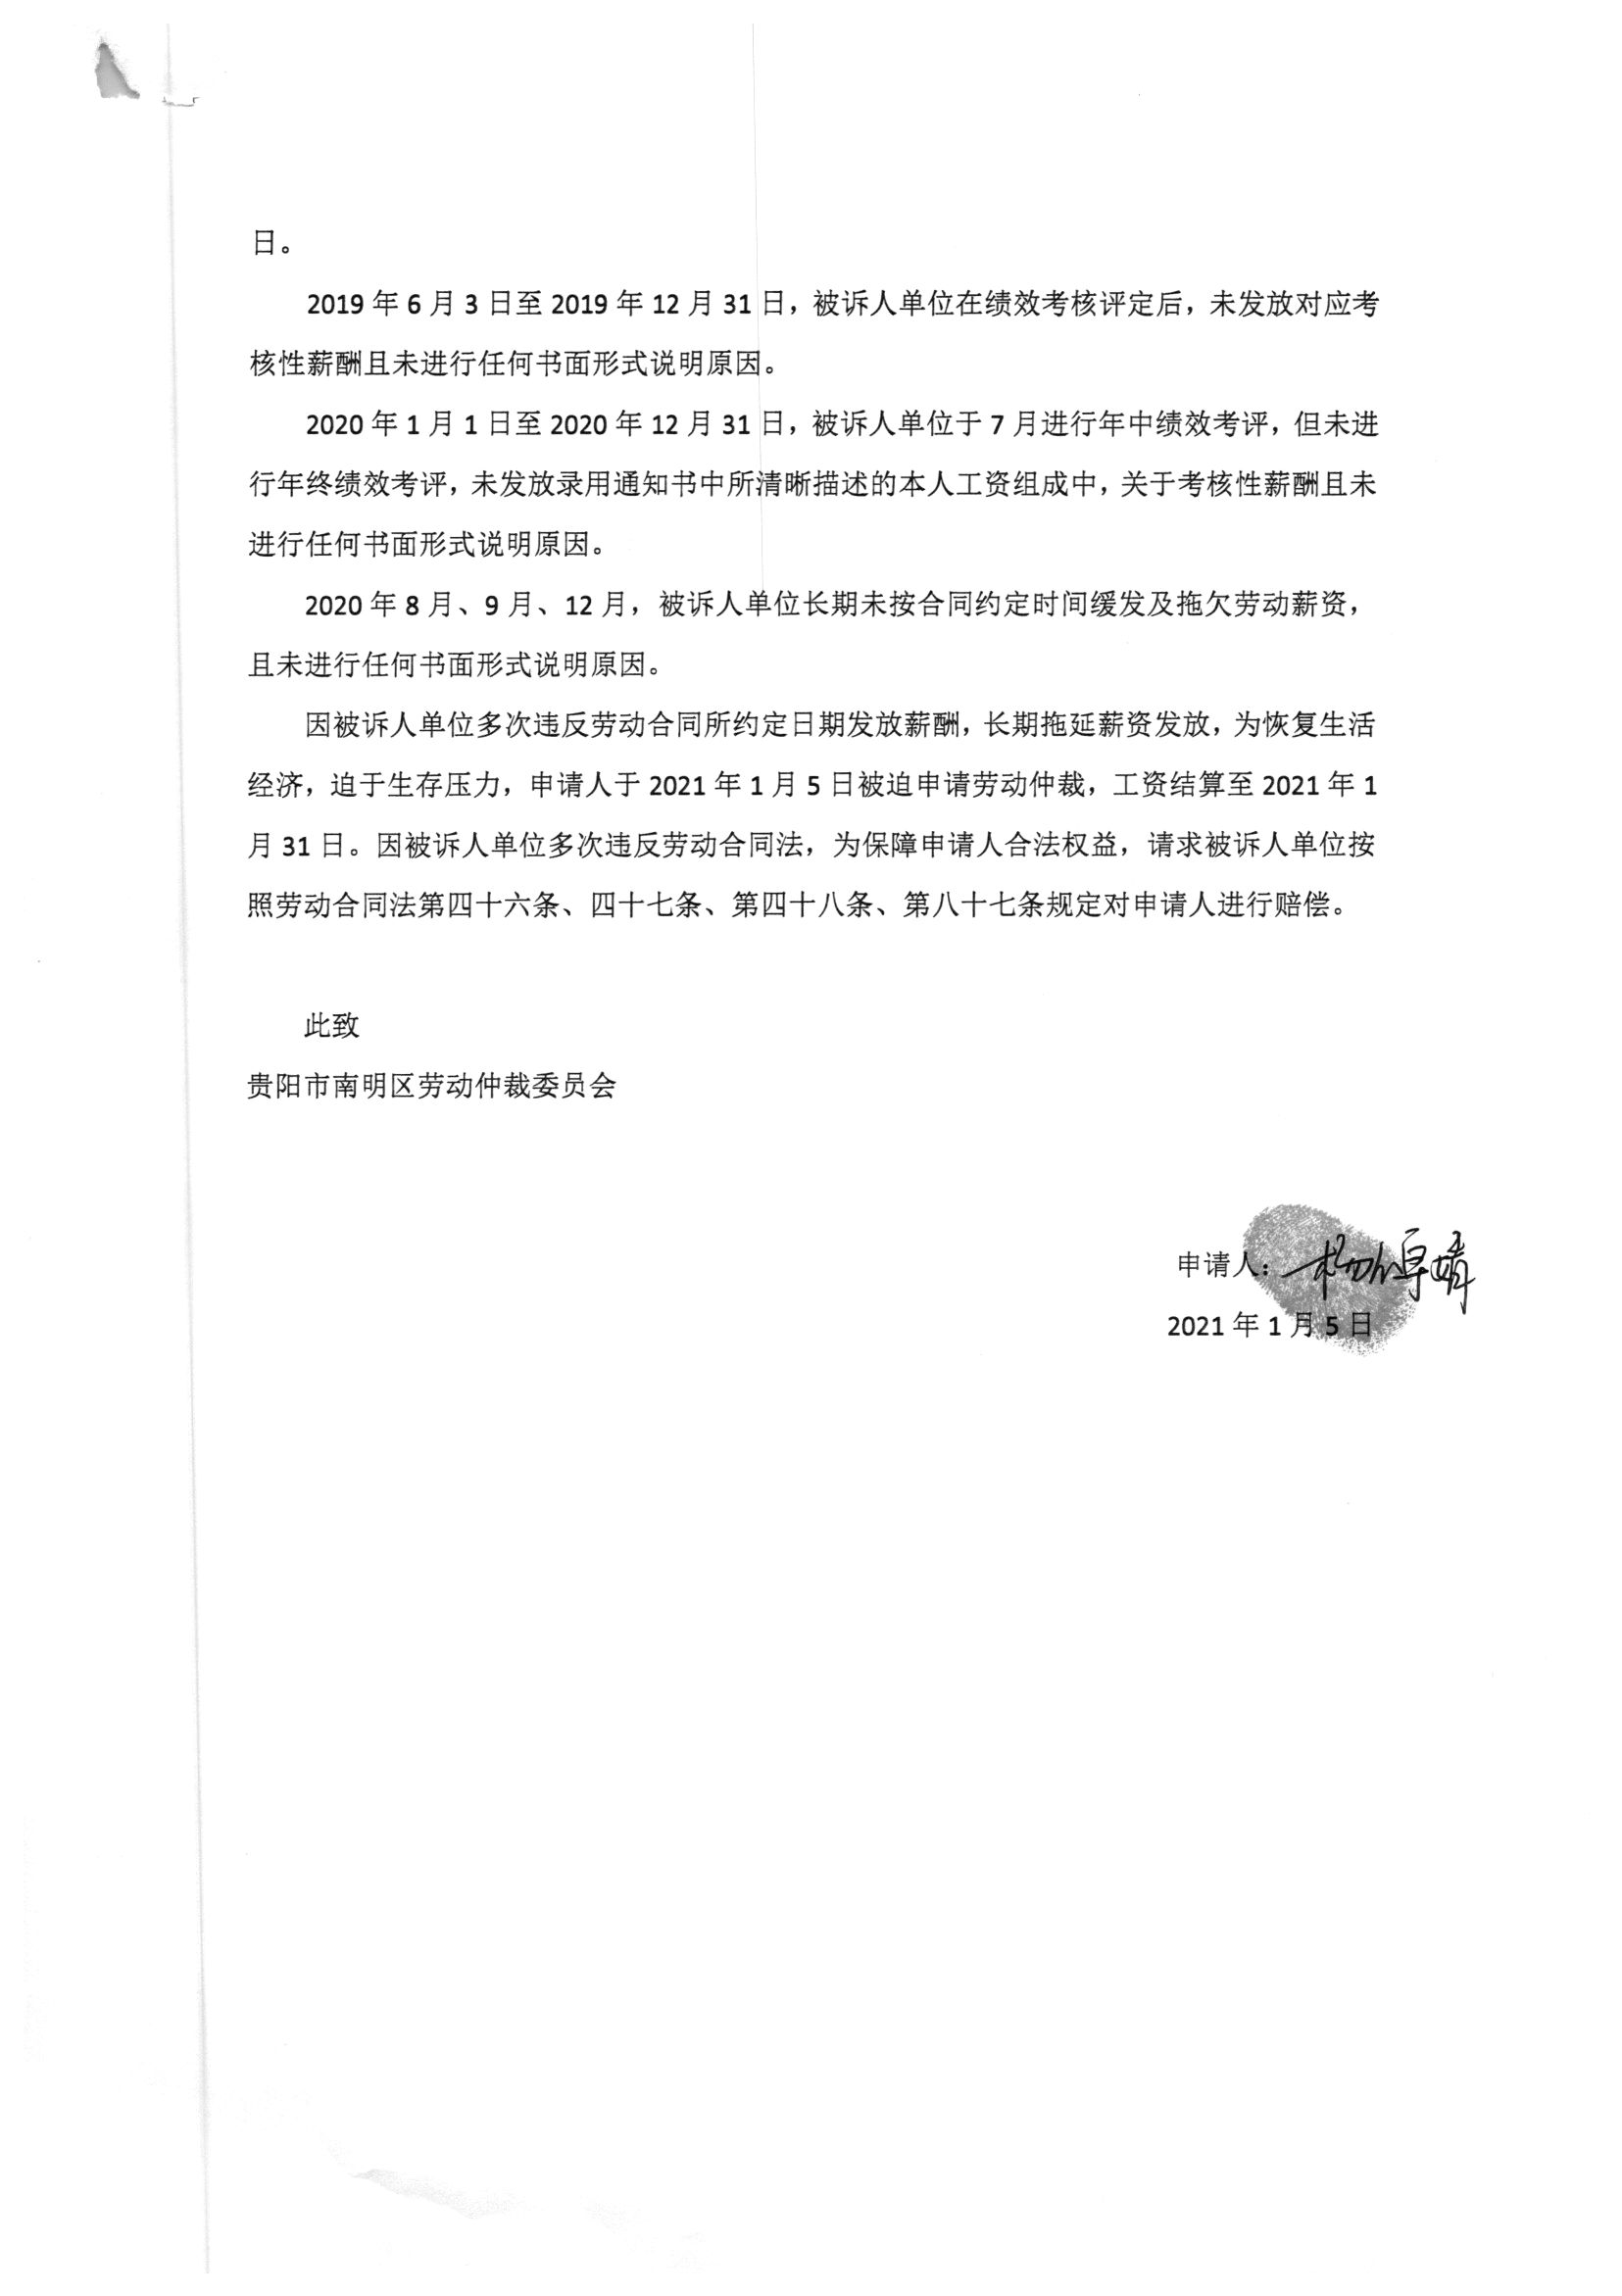 日。
2019 年 6 月 3 日至 2019 年 12 月 31 日，被诉人单位在绩效考核评定后，未发放对应考
核性薪酬且未进行任何书面形式说明原因。
2020 年 1 月 1 日至 2020 年 12 月 31 日，被诉人单位于 7 月进行年中绩效考评，但未进
行年终绩效考评，未发放录用通知书中所清晰描述的本人工资组成中，关于考核性薪酬且未
进行任何书面形式说明原因。
2020 年 8 月、9 月、12 月，被诉人单位长期未按合同约定时间缓发及拖欠劳动薪资，
且未进行任何书面形式说明原因。
因被诉人单位多次违反劳动合同所约定日期发放薪酬，长期拖延薪资发放，为恢复生活
经济，迫于生存压力，申请人于 2021 年 1 月 5 日被迫申请劳动仲裁，工资结算至 2021 年 1
月 31 日。因被诉人单位多次违反劳动合同法，为保障申请人合法权益，请求被诉人单位按
照劳动合同法第四十六条、四十七条、第四十八条、第八十七条规定对申请人进行赔偿。
此致
贵阳市南明区劳动仲裁委员会
申请人：
2021 年 1 月 5 日